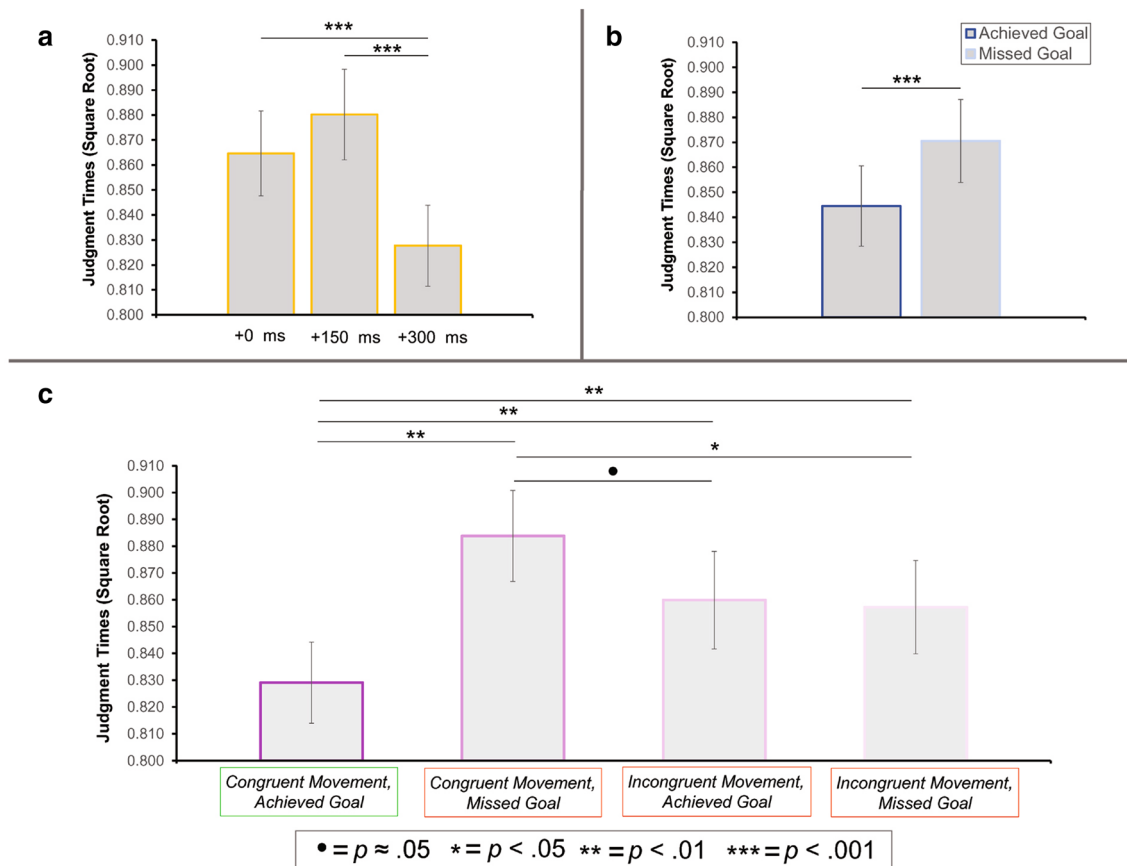 a
***
***
Judgment Times (Square Root)
0.910
0.900
0.890
0.880
0.870
0.860
0.850
0.840
0.830
0.820
0.810
0.800
+0 ms
+150 ms
+300 ms
b
Achieved Goal
Missed Goal
***
Judgment Times (Square Root)
0.910
0.900
0.890
0.880
0.870
0.860
0.850
0.840
0.830
0.820
0.810
0.800
c
**
**
**
*
•
Judgment Times (Square Root)
0.910
0.900
0.890
0.880
0.870
0.860
0.850
0.840
0.830
0.820
0.810
0.800
Congruent Movement,
Achieved Goal
Congruent Movement,
Missed Goal
Incongruent Movement,
Achieved Goal
Incongruent Movement,
Missed Goal
• = p ≈ .05 * = p < .05 ** = p < .01 *** = p < .001